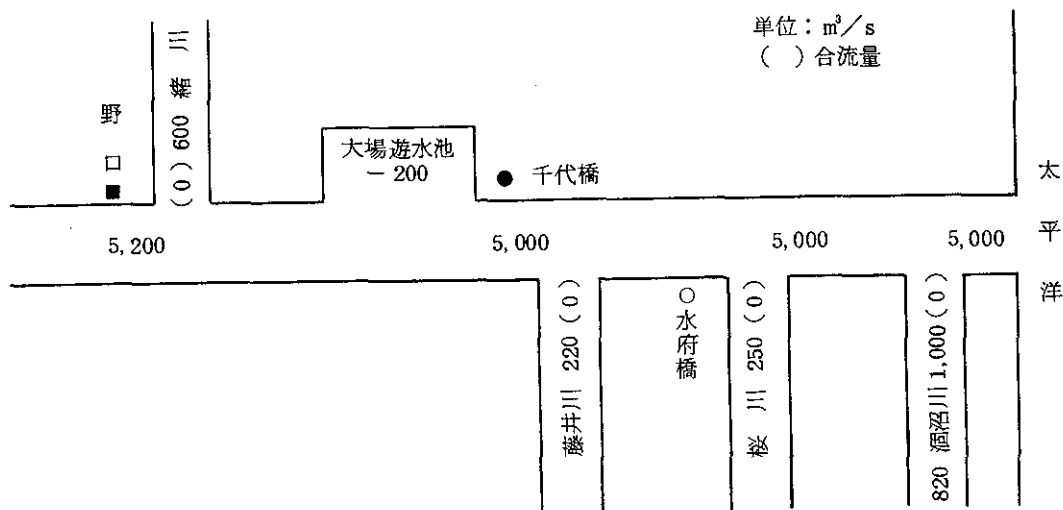 単位：m³／s
（　）合流量
緒川
(0) 600
野口
大場遊水池
－200
千代橋
太平洋
5,200
5,000
5,000
5,000
藤井川 220 (0)
水府橋
桜川 250 (0)
820 涸沼川 1,000 (0)